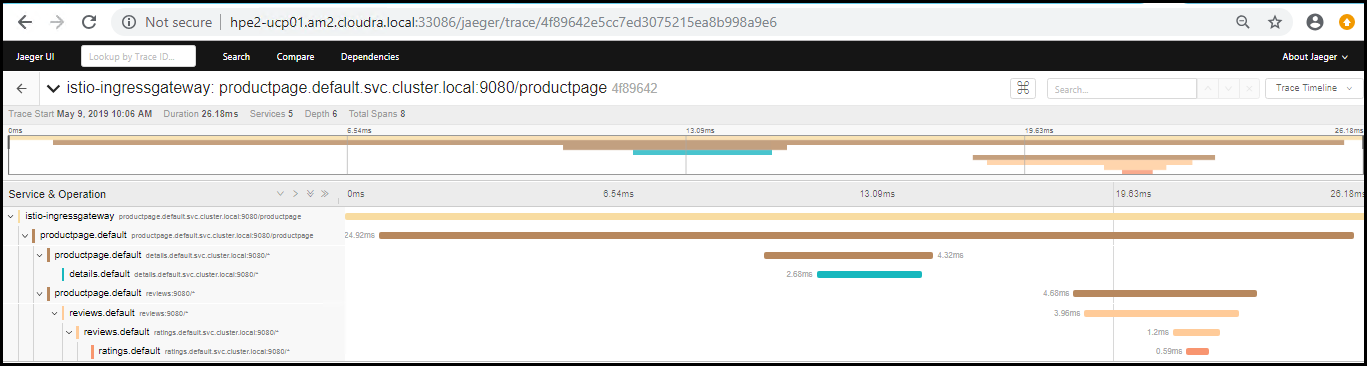 Not secure hpe2-ucp01.am2.cloudra.local:33086/jaeger/trace/4f89642e5cc7ed3075215ea8b998a9e6
Jaeger UI Lookup by Trace ID... Search Compare Dependencies About Jaeger
istio-ingressgateway: productpage.default.svc.cluster.local:9080/productpage 4f89642 ⌘ Search... Trace Timeline
Trace Start May 9, 2019 10:06 AM Duration 26.18ms Services 5 Depth 6 Total Spans 8
0ms 6.54ms 13.09ms 19.63ms 26.18ms
Service & Operation 0ms 6.54ms 13.09ms 19.63ms 26.18ms
istio-ingressgateway productpage.default.svc.cluster.local:9080/productpage
productpage.default productpage.default.svc.cluster.local:9080/productpage 24.92ms
productpage.default details.default.svc.cluster.local:9080/* 4.32ms
details.default details.default.svc.cluster.local:9080/* 2.68ms
productpage.default reviews:9080/* 4.68ms
reviews.default reviews:9080/* 3.96ms
reviews.default ratings.default.svc.cluster.local:9080/* 1.2ms
ratings.default ratings.default.svc.cluster.local:9080/* 0.59ms